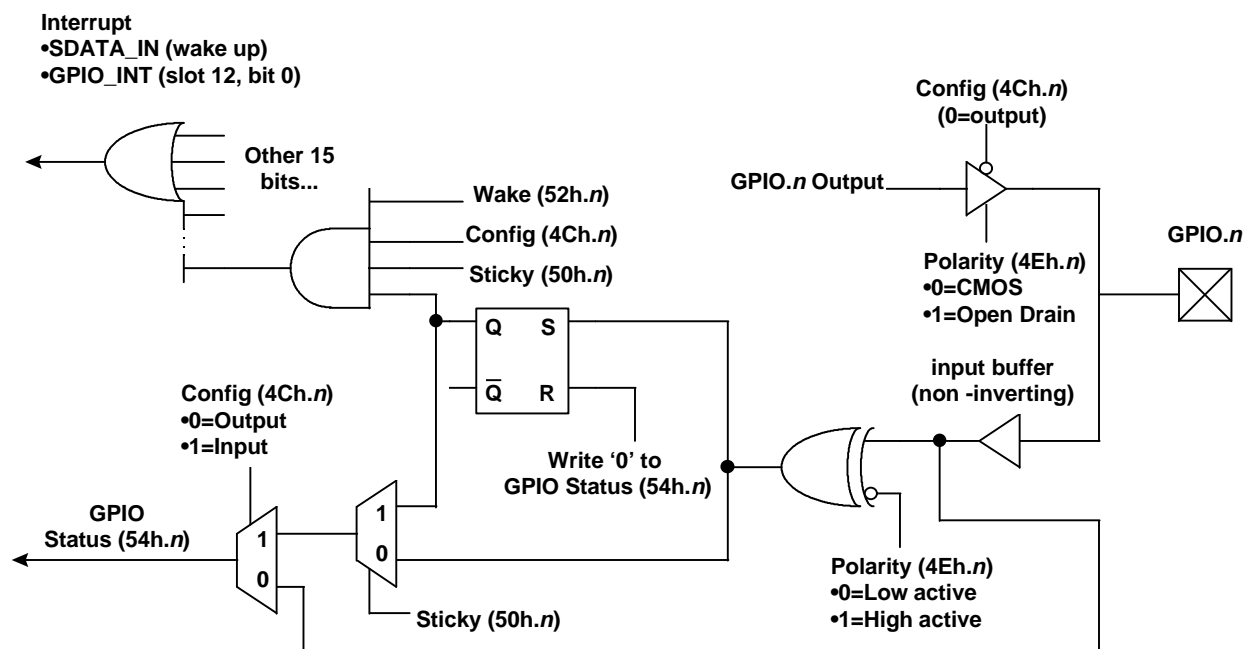 Interrupt
•SDATA_IN (wake up)
•GPIO_INT (slot 12, bit 0)
Other 15
bits...
Wake (52h.n)
Config (4Ch.n)
Sticky (50h.n)
Config (4Ch.n)
(0=output)
GPIO.n Output
GPIO.n
Polarity (4Eh.n)
•0=CMOS
•1=Open Drain
Q S
Q R
input buffer
(non -inverting)
Config (4Ch.n)
•0=Output
•1=Input
Write ‘0’ to
GPIO Status (54h.n)
GPIO
Status (54h.n)
1
0
1
0
Sticky (50h.n)
Polarity (4Eh.n)
•0=Low active
•1=High active